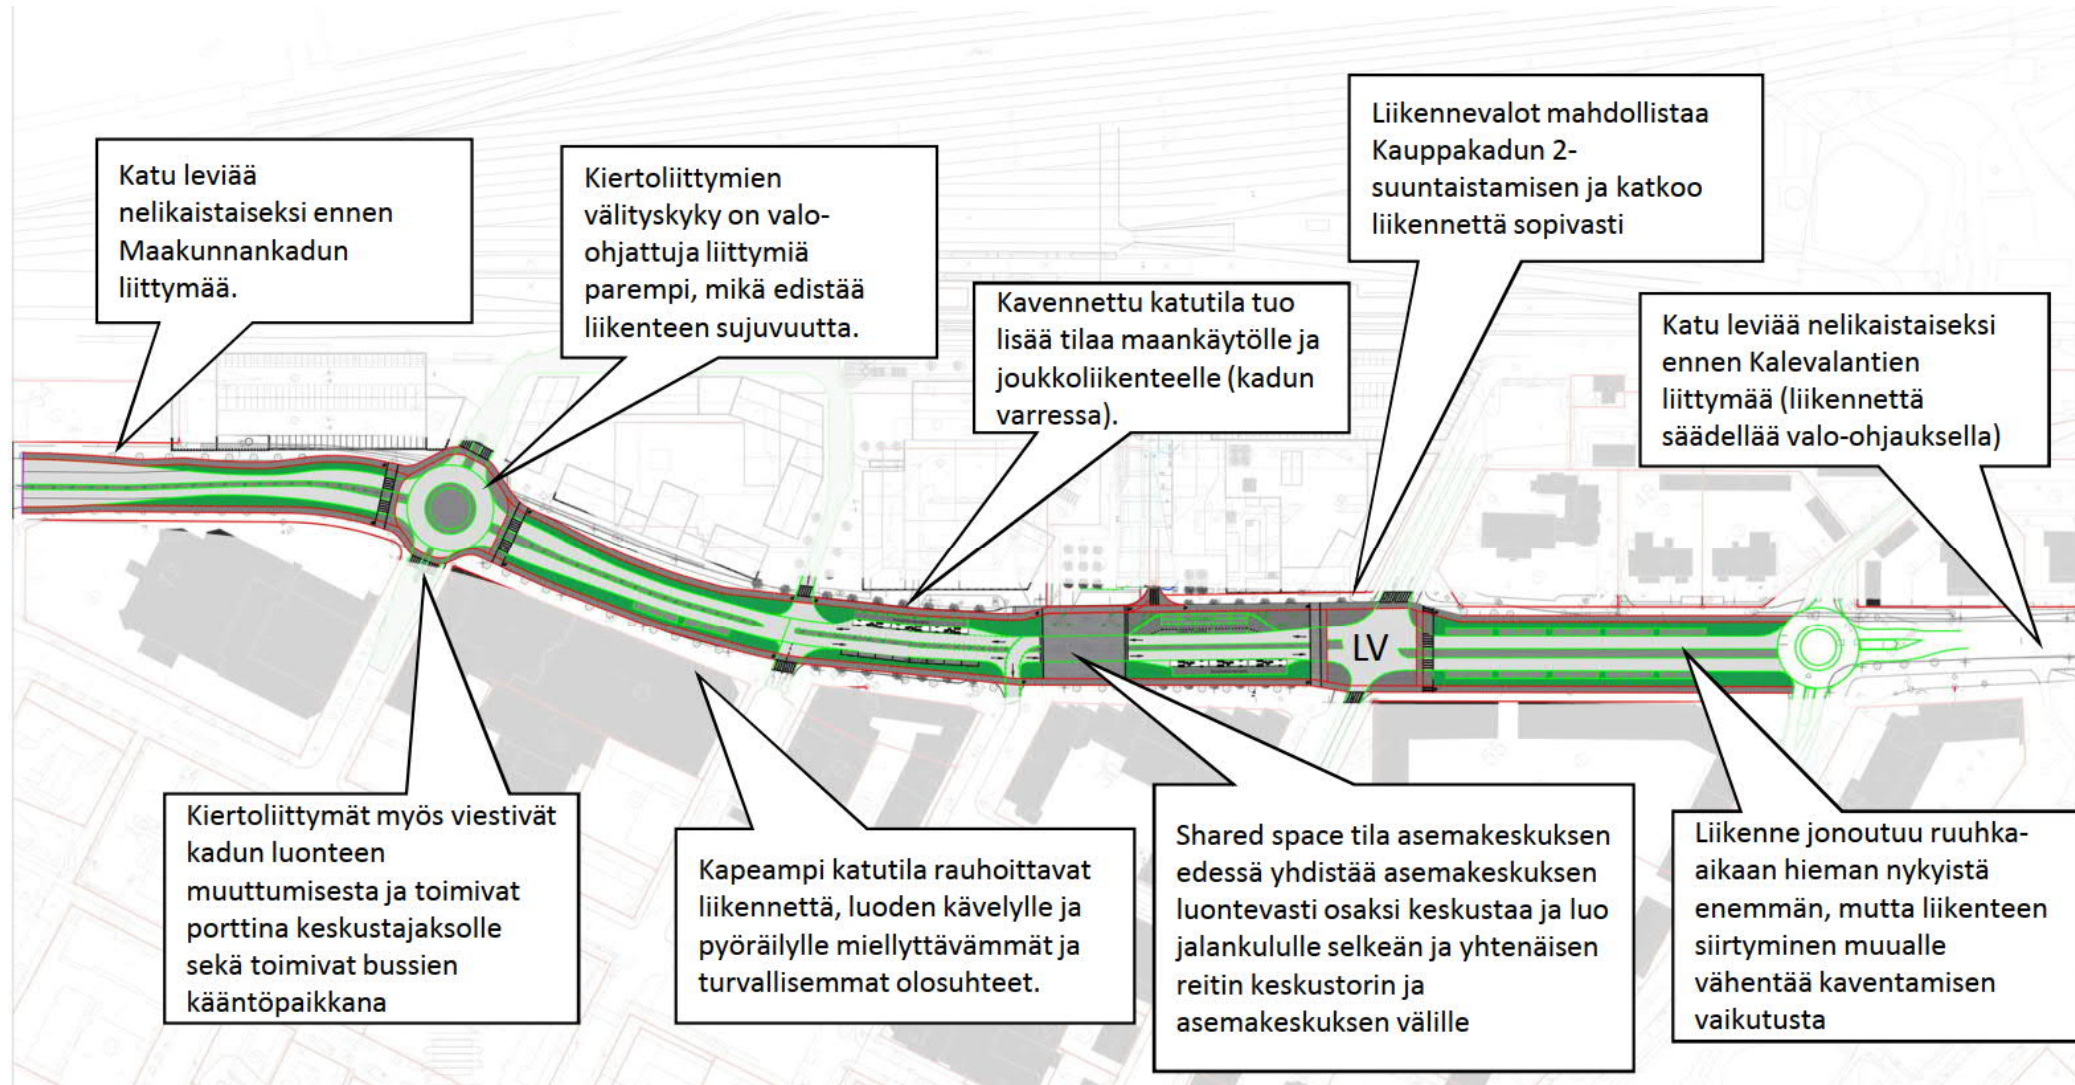 Katu leviää
nelikaistaiseksi ennen
Maakunnankadun
liittymää.
Kiertoliittymien
välityskyky on valo-
ohjattuja liittymiä
parempi, mikä edistää
liikenteen sujuvuutta.
Kavennettu katutila tuo
lisää tilaa maankäytölle ja
joukkoliikenteelle (kadun
varressa).
Liikennevalot mahdollistaa
Kauppakadun 2-
suuntaistamisen ja katkoo
liikennettä sopivasti
Katu leviää nelikaistaiseksi
ennen Kalevalantien
liittymää (liikennettä
säädellää valo-ohjauksella)
LV
Kiertoliittymät myös viestivät
kadun luonteen
muuttumisesta ja toimivat
porttina keskustajaksolle
sekä toimivat bussien
kääntöpaikkana
Kapeampi katutila rauhoittavat
liikennettä, luoden kävelylle ja
pyöräilylle miellyttävämmät ja
turvallisemmat olosuhteet.
Shared space tila asemakeskuksen
edessä yhdistää asemakeskuksen
luontevasti osaksi keskustaa ja luo
jalankululle selkeän ja yhtenäisen
reitin keskustorin ja
asemakeskuksen välille
Liikenne jonoutuu ruuhka-
aikaan hieman nykyistä
enemmän, mutta liikenteen
siirtyminen muualle
vähentää kaventamisen
vaikutusta